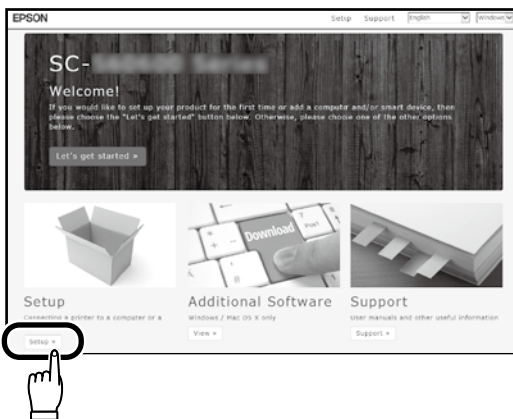 EPSON
Setup Support English Windows
SC-
Welcome!
If you would like to set up your product for the first time or add a computer and/or smart device, then
please choose the "Let's get started" button below. Otherwise, please choose one of the other options
below.
Let's get started »
Download
Setup
Additional Software
Support
Connecting a printer to a computer or a
Windows / Mac OS X only
User manuals and other useful information
Setup »
View »
Support »